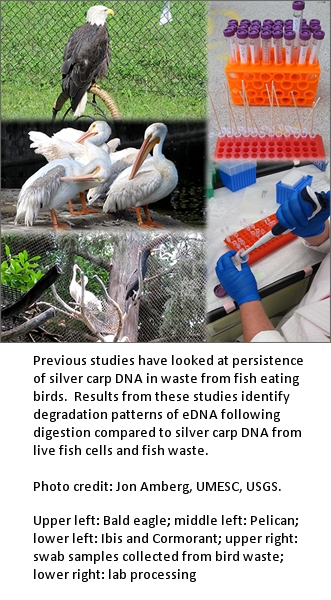 Previous studies have looked at persistence
of silver carp DNA in waste from fish eating
birds.  Results from these studies identify
degradation patterns of eDNA following
digestion compared to silver carp DNA from
live fish cells and fish waste.
Photo credit: Jon Amberg, UMESC, USGS.
Upper left: Bald eagle; middle left: Pelican;
lower left: Ibis and Cormorant; upper right:
swab samples collected from bird waste;
lower right: lab processing